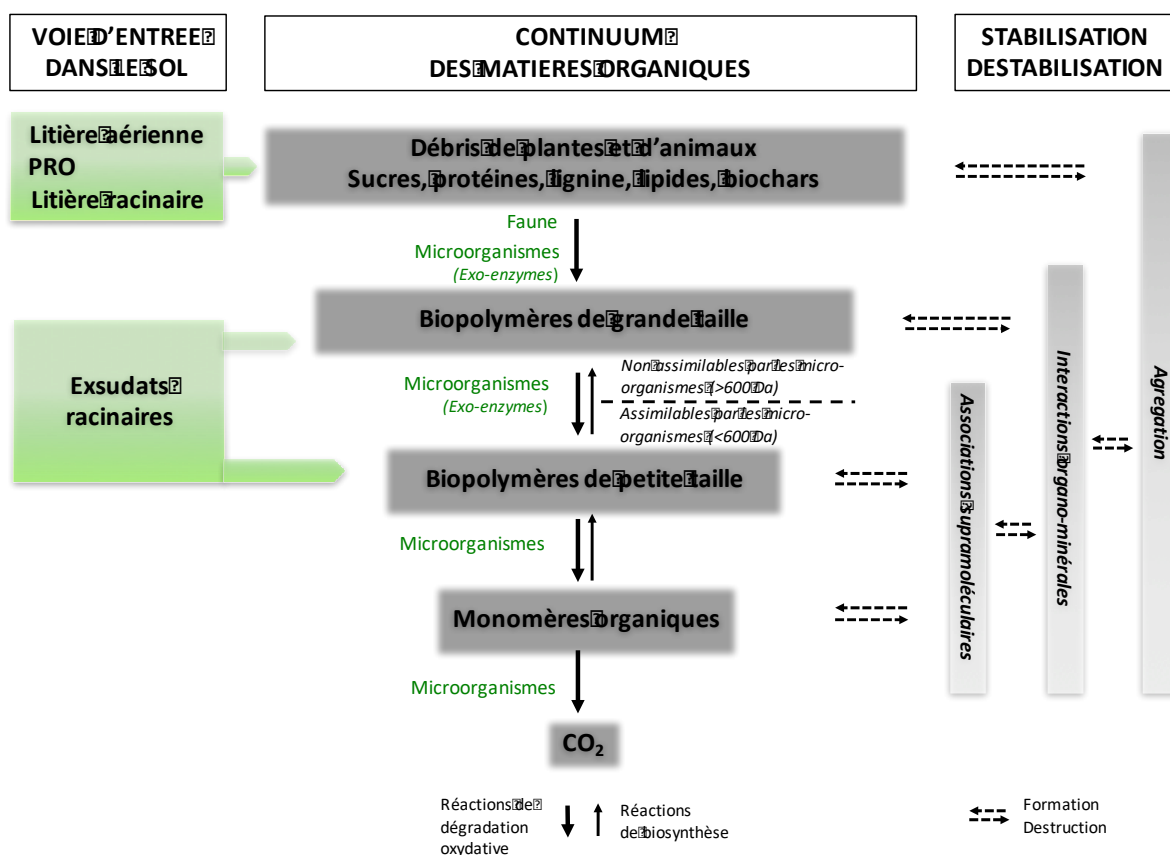 VOIE D'ENTREE
DANS LE SOL
CONTINUUM
DES MATIERES ORGANIQUES
STABILISATION
DESTABILISATION
Litière aérienne
PRO
Litière racinaire
Débris de plantes et d'animaux
Sucres, protéines, lignine, lipides, biochars
Faune
Microorganismes
(Exo-enzymes)
Biopolymères de grande taille
Exsudats
racinaires
Microorganismes
(Exo-enzymes)
Non assimilables par les micro-
organismes (>600 Da)
Assimilables par les micro-
organismes (<600 Da)
Biopolymères de petite taille
Microorganismes
Monomères organiques
Microorganismes
CO2
Associations supramoléculaires
Interactions organo-minérales
Agregation
Réactions de
dégradation
oxydative
Réactions
de biosynthèse
Formation
Destruction